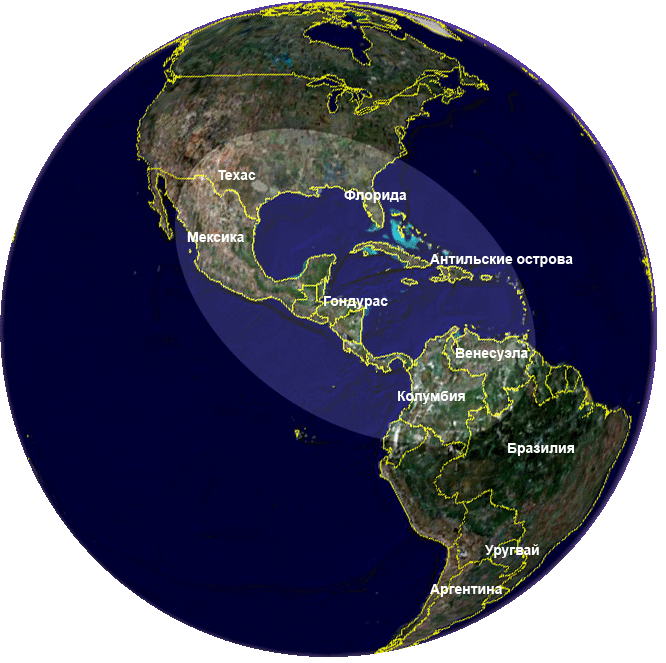 Техас
Флорида
Мексика
Антильские острова
Гондурас
Венесуэла
Колумбия
Бразилия
Уругвай
Аргентина